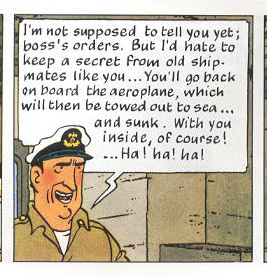 I'm not supposed to tell you yet;
boss's orders. But I'd hate to
keep a secret from old ship-
mates like you... You'll go back
on board the aeroplane, which
will then be towed out to sea...
and sunk. With you
inside, of course!
...Ha! ha! ha!